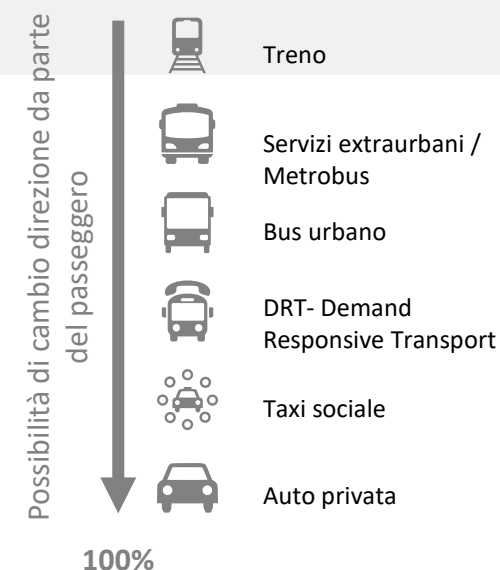 Possibilità di cambio direzione da parte
del passeggero
Treno
Servizi extraurbani /
Metrobus
Bus urbano
DRT- Demand
Responsive Transport
Taxi sociale
Auto privata
100%